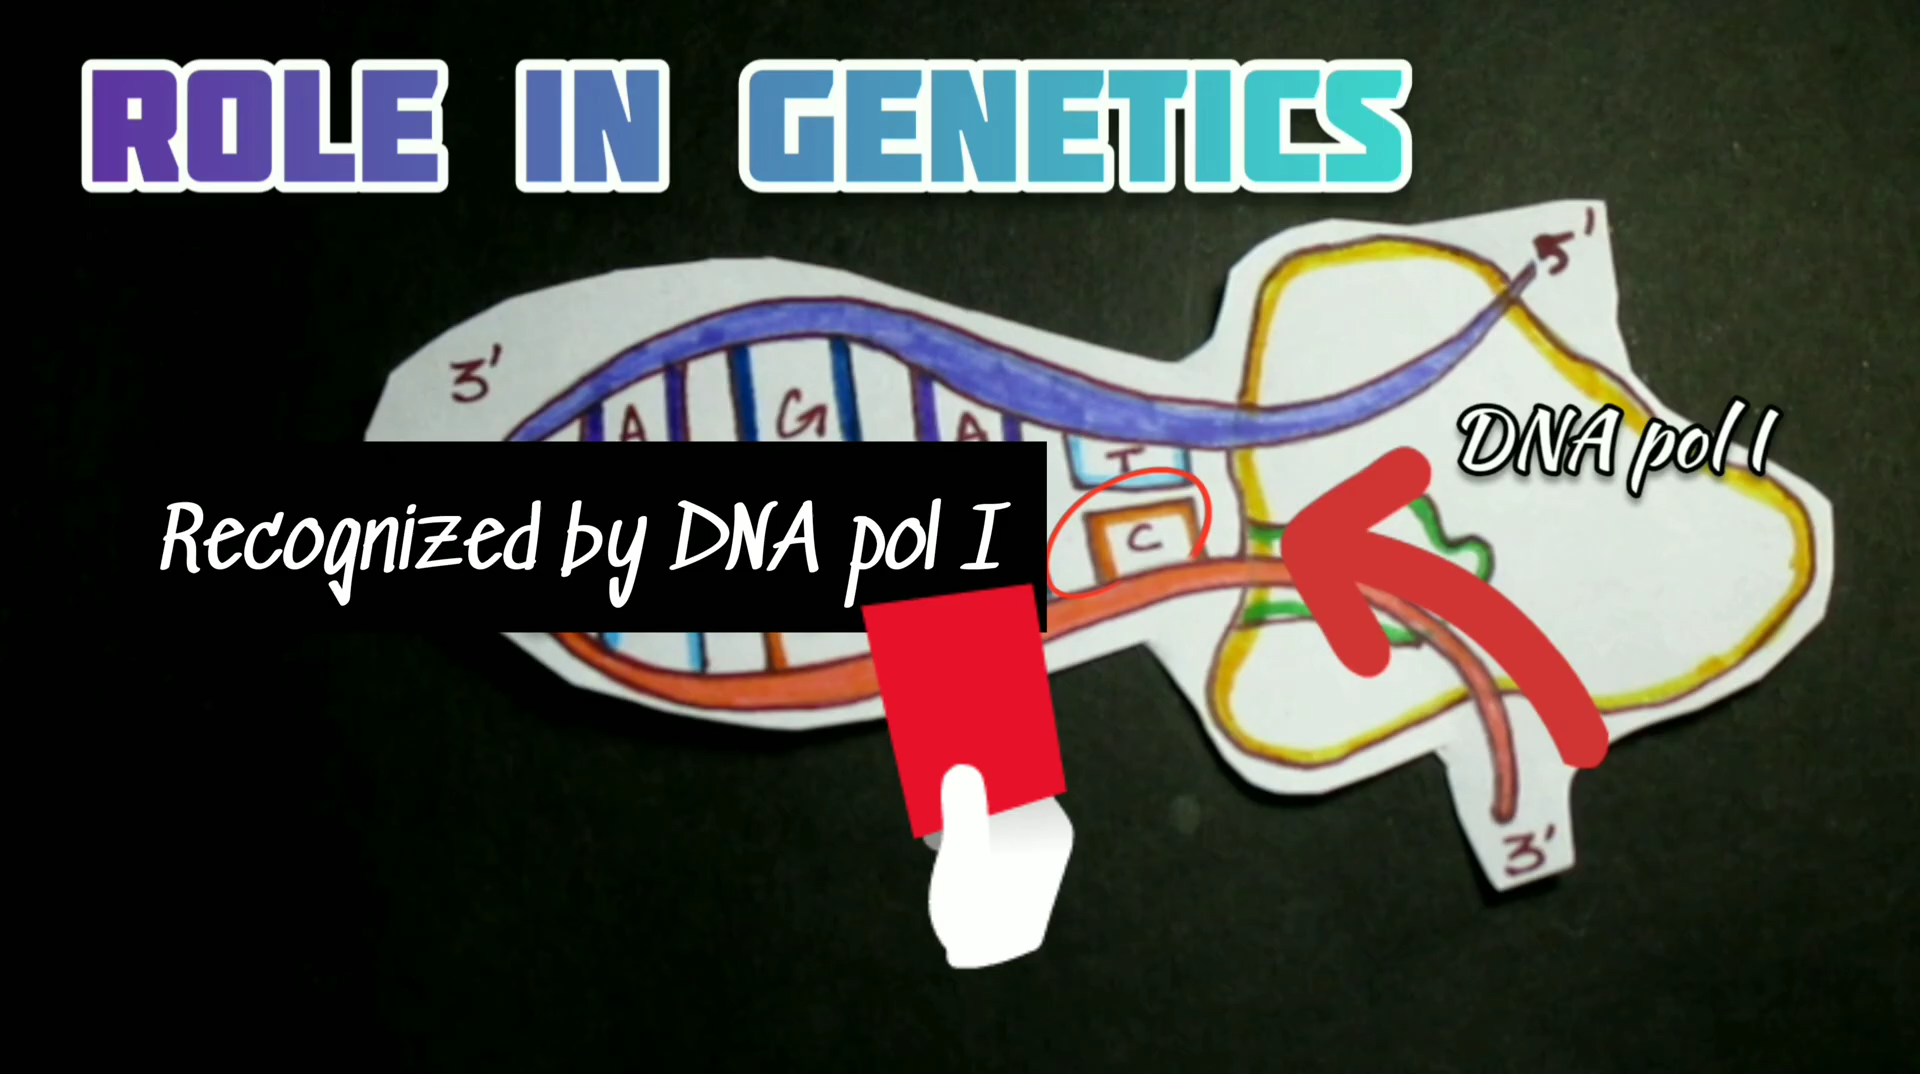 ROLE IN GENETICS
5'
3'
A
G
A
T
DNA pol I
Recognized by DNA pol I
C
3'